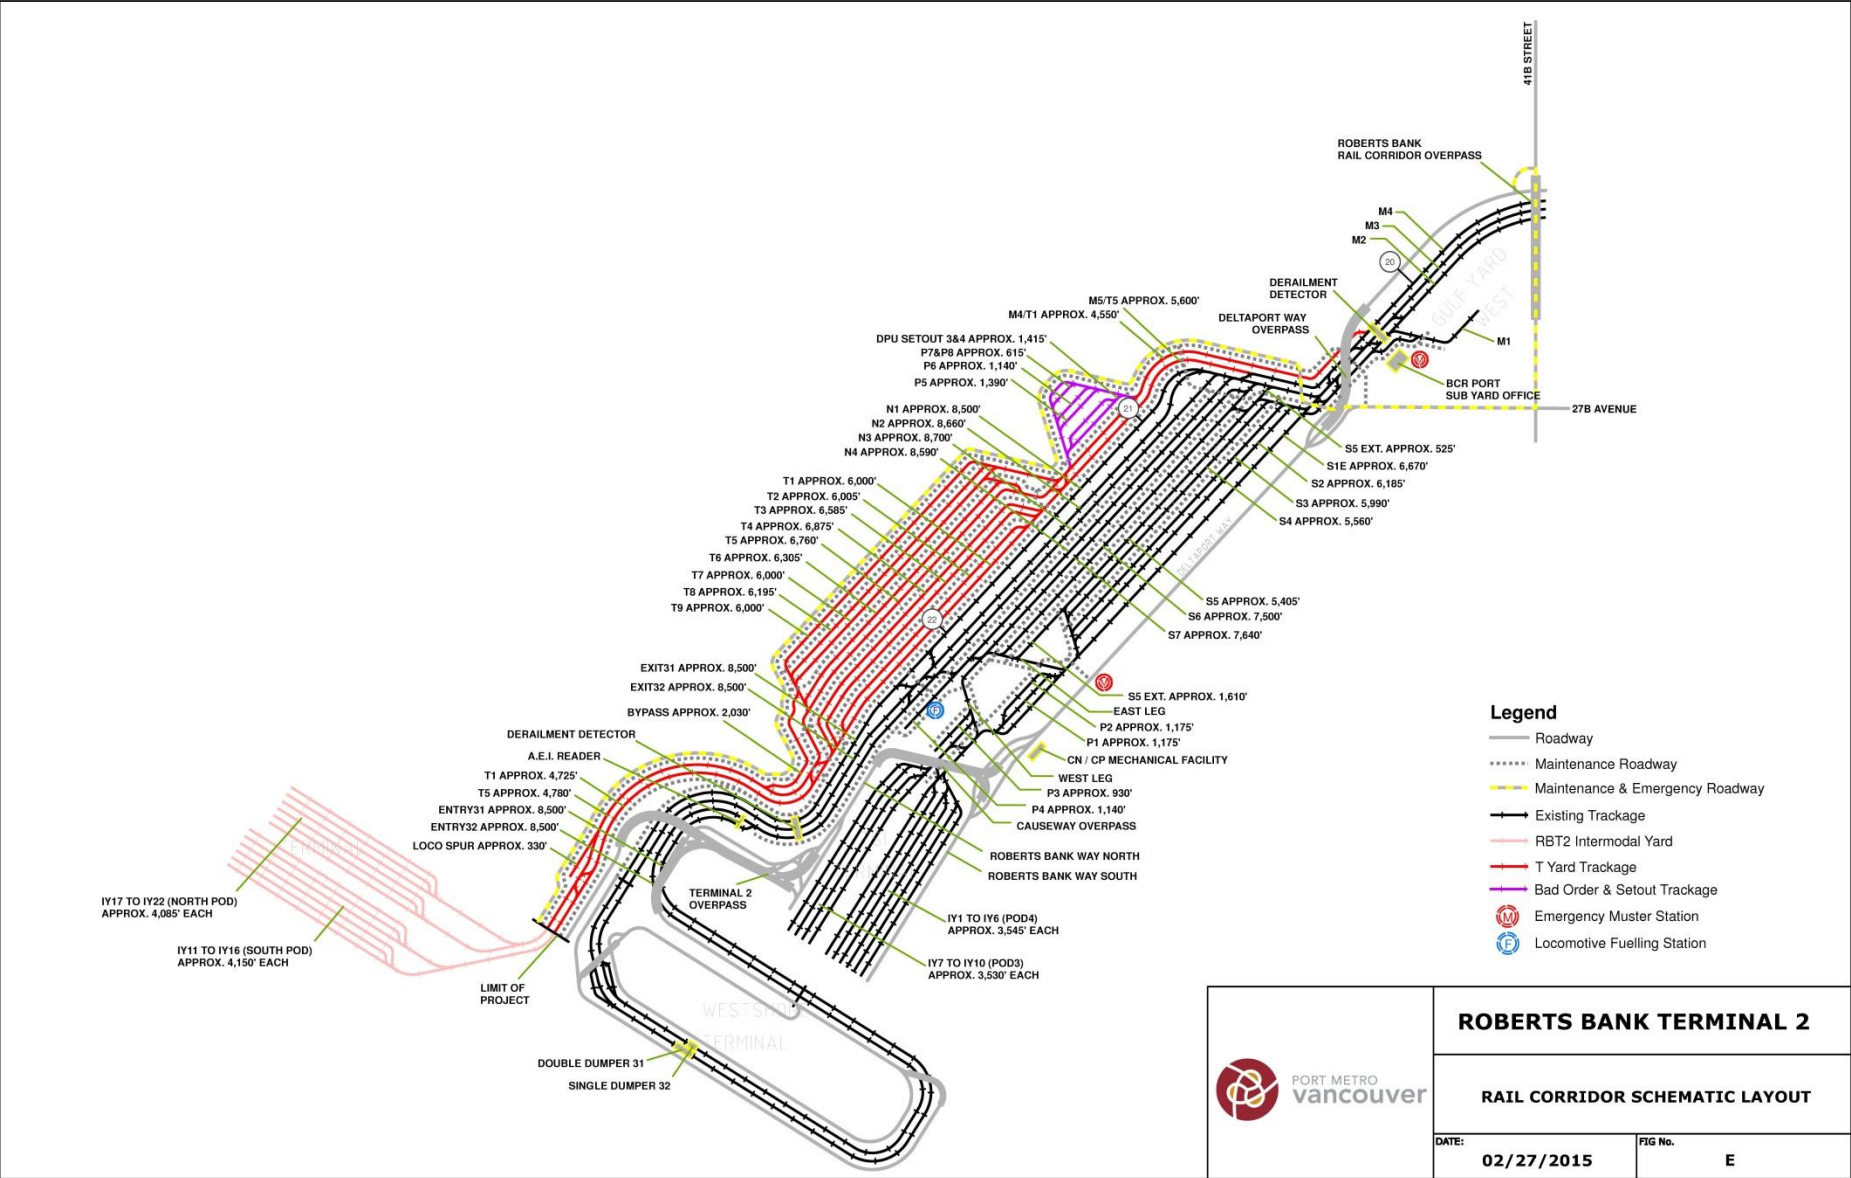 41B STREET
ROBERTS BANK
RAIL CORRIDOR OVERPASS
M4
M3
M2
20
GULF YARD
WEST
DERAILMENT
DETECTOR
M5/T5 APPROX. 5,600'
M4/T1 APPROX. 4,550'
DELTAPORT WAY
OVERPASS
DPU SETOUT 3&4 APPROX. 1,415'
P7&P8 APPROX. 615'
P6 APPROX. 1,140'
P5 APPROX. 1,390'
M1
BCR PORT
SUB YARD OFFICE
27B AVENUE
21
N1 APPROX. 8,500'
N2 APPROX. 8,660'
N3 APPROX. 8,700'
N4 APPROX. 8,590'
S5 EXT. APPROX. 525'
S1E APPROX. 6,670'
S2 APPROX. 6,185'
S3 APPROX. 5,990'
S4 APPROX. 5,560'
T1 APPROX. 6,000'
T2 APPROX. 6,005'
T3 APPROX. 6,585'
T4 APPROX. 6,875'
T5 APPROX. 6,760'
T6 APPROX. 6,305'
T7 APPROX. 6,000'
T8 APPROX. 6,195'
T9 APPROX. 6,000'
DELTAPORT WAY
22
S5 APPROX. 5,405'
S6 APPROX. 7,500'
S7 APPROX. 7,640'
EXIT31 APPROX. 8,500'
EXIT32 APPROX. 8,500'
BYPASS APPROX. 2,030'
DERAILMENT DETECTOR
A.E.I. READER
T1 APPROX. 4,725'
T5 APPROX. 4,780'
ENTRY31 APPROX. 8,500'
ENTRY32 APPROX. 8,500'
LOCO SPUR APPROX. 330'
M
F
S5 EXT. APPROX. 1,610'
EAST LEG
P2 APPROX. 1,175'
P1 APPROX. 1,175'
CN / CP MECHANICAL FACILITY
WEST LEG
P3 APPROX. 930'
P4 APPROX. 1,140'
CAUSEWAY OVERPASS
ROBERTS BANK WAY NORTH
ROBERTS BANK WAY SOUTH
TERMINAL 2
OVERPASS
IY17 TO IY22 (NORTH POD)
APPROX. 4,085' EACH
IY11 TO IY16 (SOUTH POD)
APPROX. 4,150' EACH
IY1 TO IY6 (POD4)
APPROX. 3,545' EACH
IY7 TO IY10 (POD3)
APPROX. 3,530' EACH
LIMIT OF
PROJECT
TERMINAL
DOUBLE DUMPER 31
SINGLE DUMPER 32
Legend
Roadway
Maintenance Roadway
Maintenance & Emergency Roadway
Existing Trackage
RBT2 Intermodal Yard
T Yard Trackage
Bad Order & Setout Trackage
M Emergency Muster Station
F Locomotive Fuelling Station
PORT METRO
vancouver
ROBERTS BANK TERMINAL 2
RAIL CORRIDOR SCHEMATIC LAYOUT
DATE:
02/27/2015
FIG No.
E